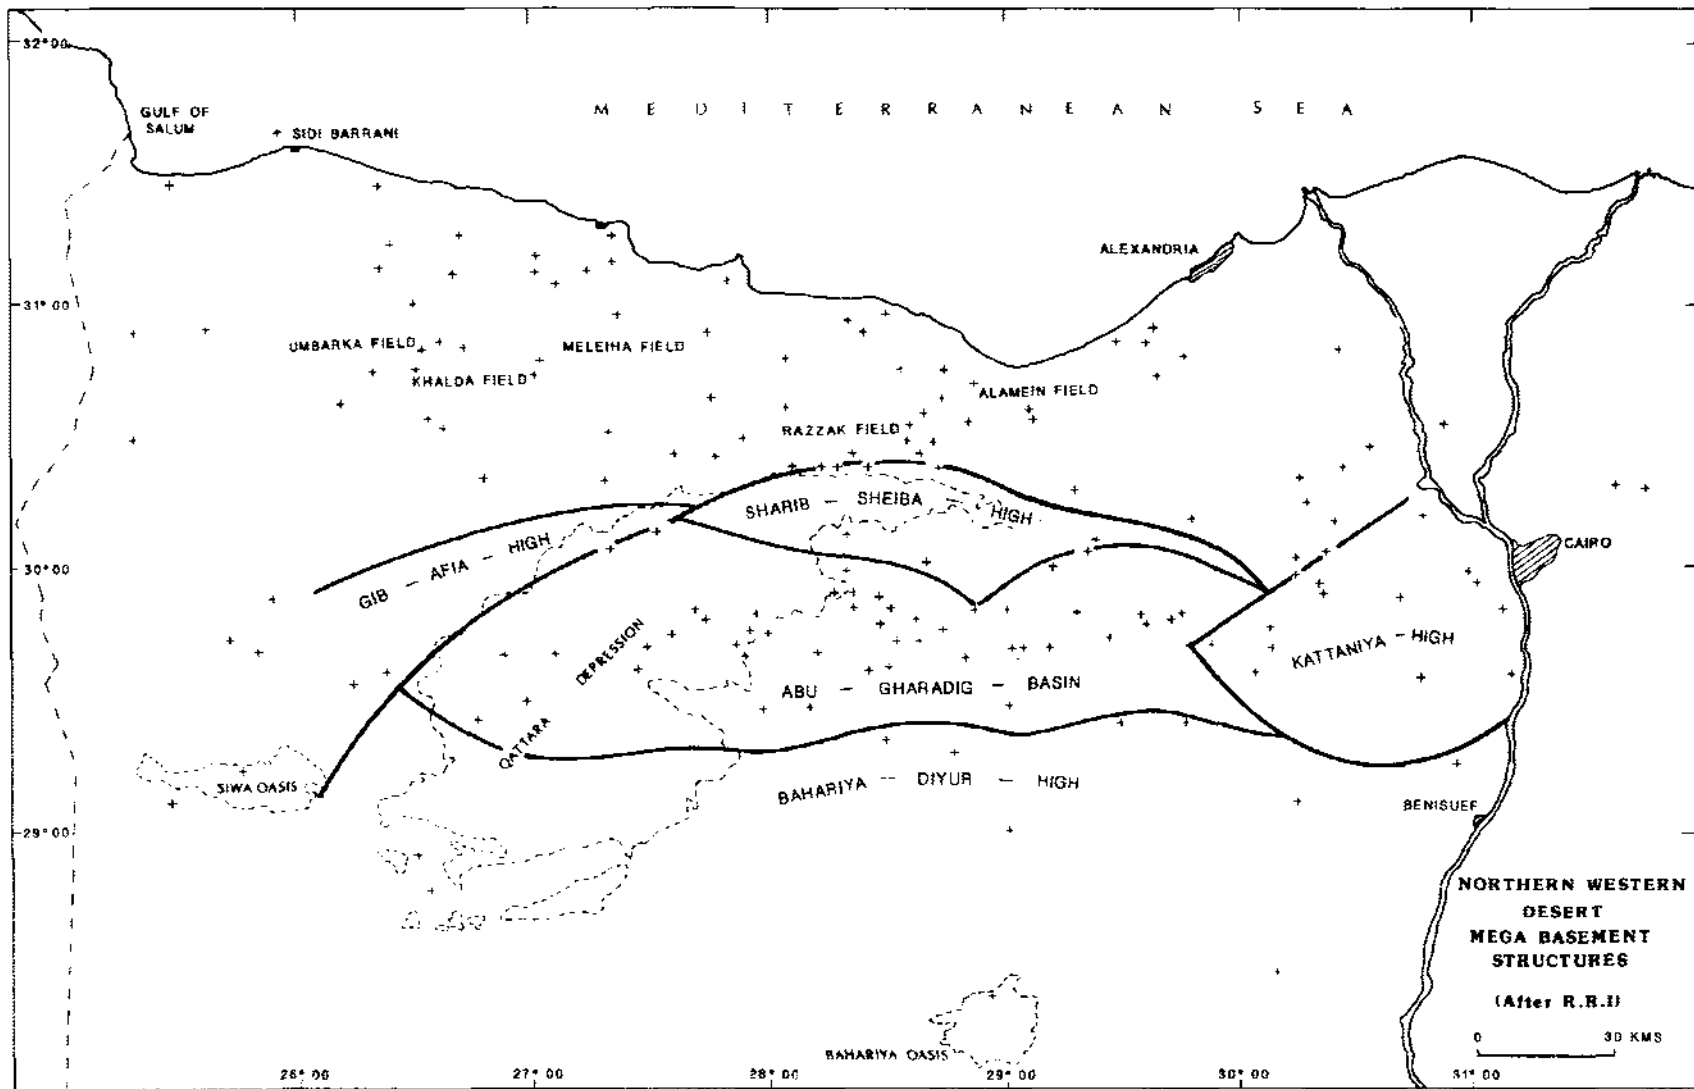 32°00
MEDITERRANEAN SEA
GULF OF
SALUM
SIDI BARRANI
ALEXANDRIA
31°00
UMBARKA FIELD
MELEIHA FIELD
KHALDA FIELD
ALAMEIN FIELD
RAZZAK FIELD
SHARIB - SHEIBA - HIGH
GIB - AFIA - HIGH
CAIRO
30°00
QATTARA DEPRESSION
KATTANIYA - HIGH
ABU - GHARADIG - BASIN
SIWA OASIS
BAHARIYA - DIYUR - HIGH
BENISUEF
29°00
NORTHERN WESTERN
DESERT
MEGA BASEMENT
STRUCTURES
(After R.R.I)
0 30 KMS
BAHARIYA OASIS
26°00 27°00 28°00 29°00 30°00 31°00